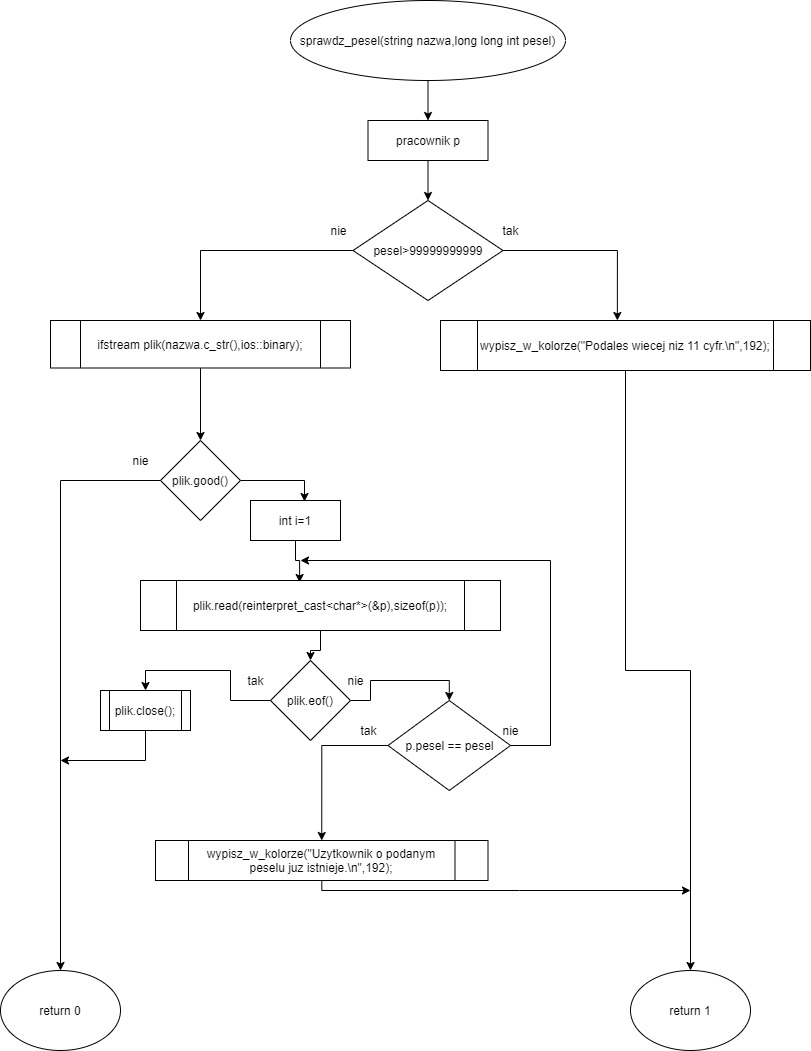 sprawdz_pesel(string nazwa,long long int pesel)
pracownik p
nie
tak
pesel>99999999999
ifstream plik(nazwa.c_str(),ios::binary);
wypisz_w_kolorze("Podales wiecej niz 11 cyfr.\n",192);
nie
plik.good()
int i=1
plik.read(reinterpret_cast<char*>(&p),sizeof(p));
tak
nie
plik.eof()
plik.close();
tak
nie
p.pesel == pesel
wypisz_w_kolorze("Uzytkownik o podanym
peselu juz istnieje.\n",192);
return 0
return 1